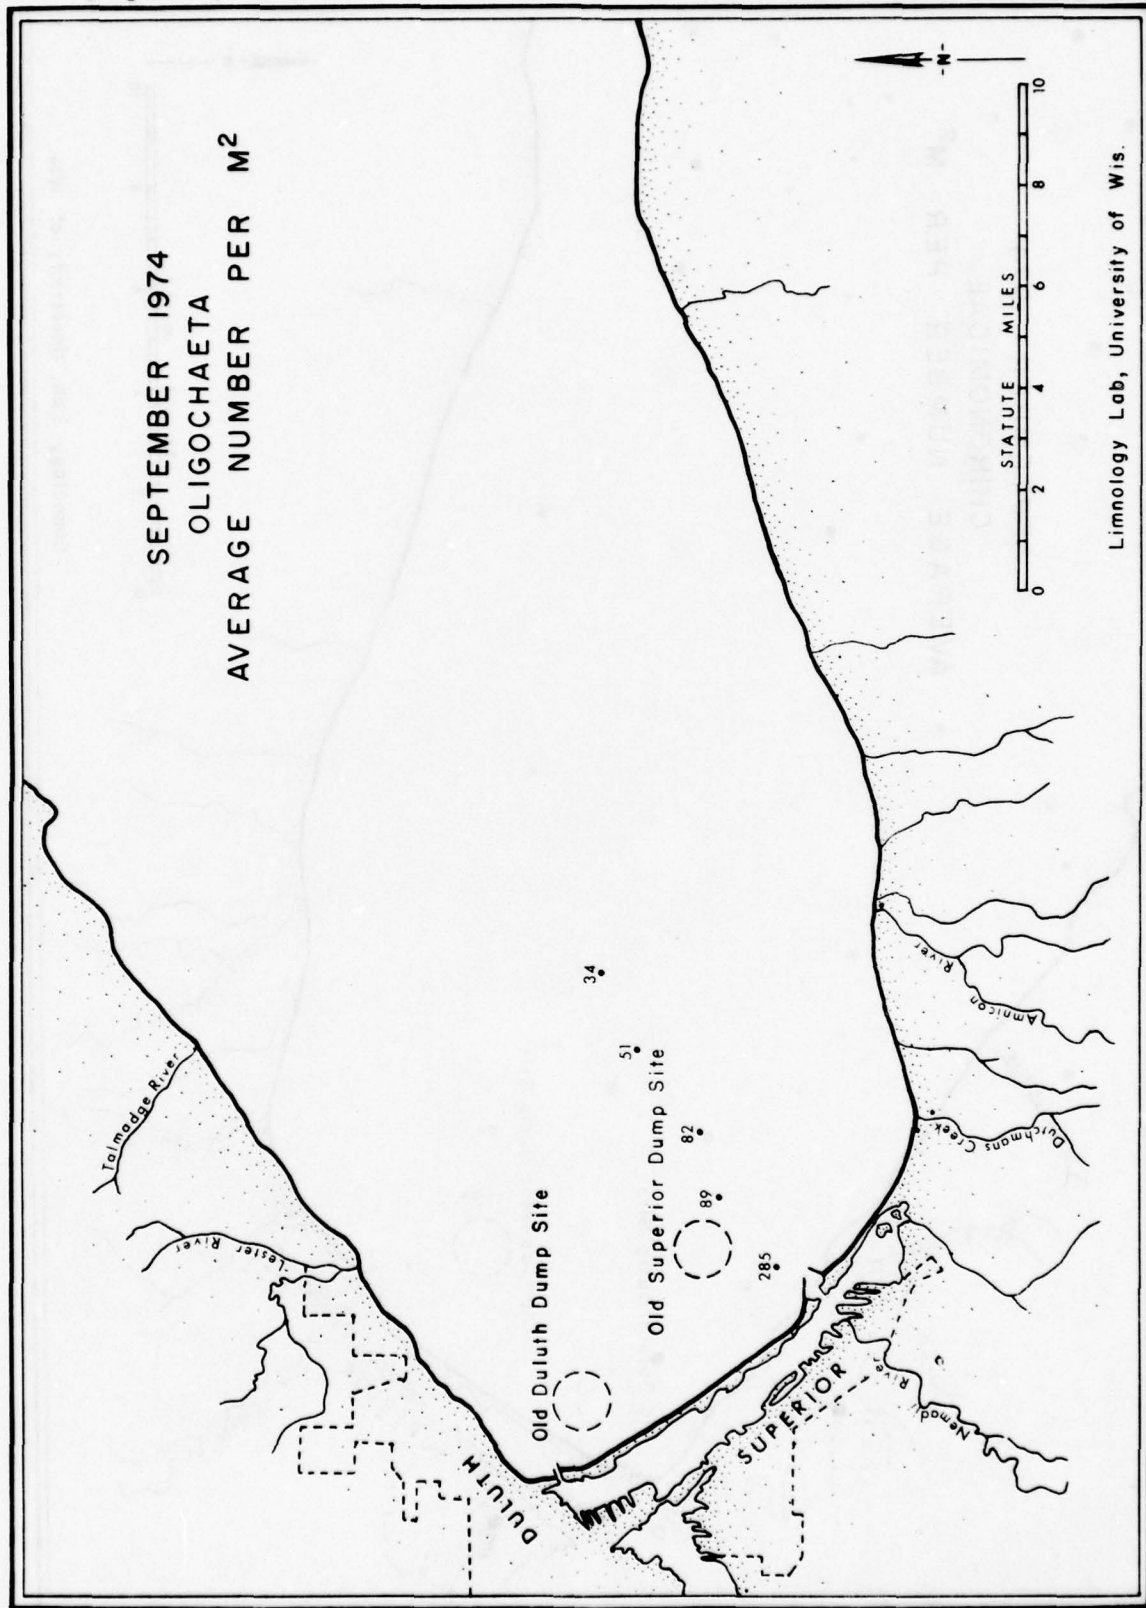 SEPTEMBER 1974
OLIGOCHAETA
AVERAGE NUMBER PER M²
Talmadge River
Lester River
DULUTH
Old Duluth Dump Site
34
51
Old Superior Dump Site
82
89
285
SUPERIOR
Nemadji River
Dutchmans Creek
Amnicon River
-N-
STATUTE MILES
0 2 4 6 8 10
Limnology Lab, University of Wis.